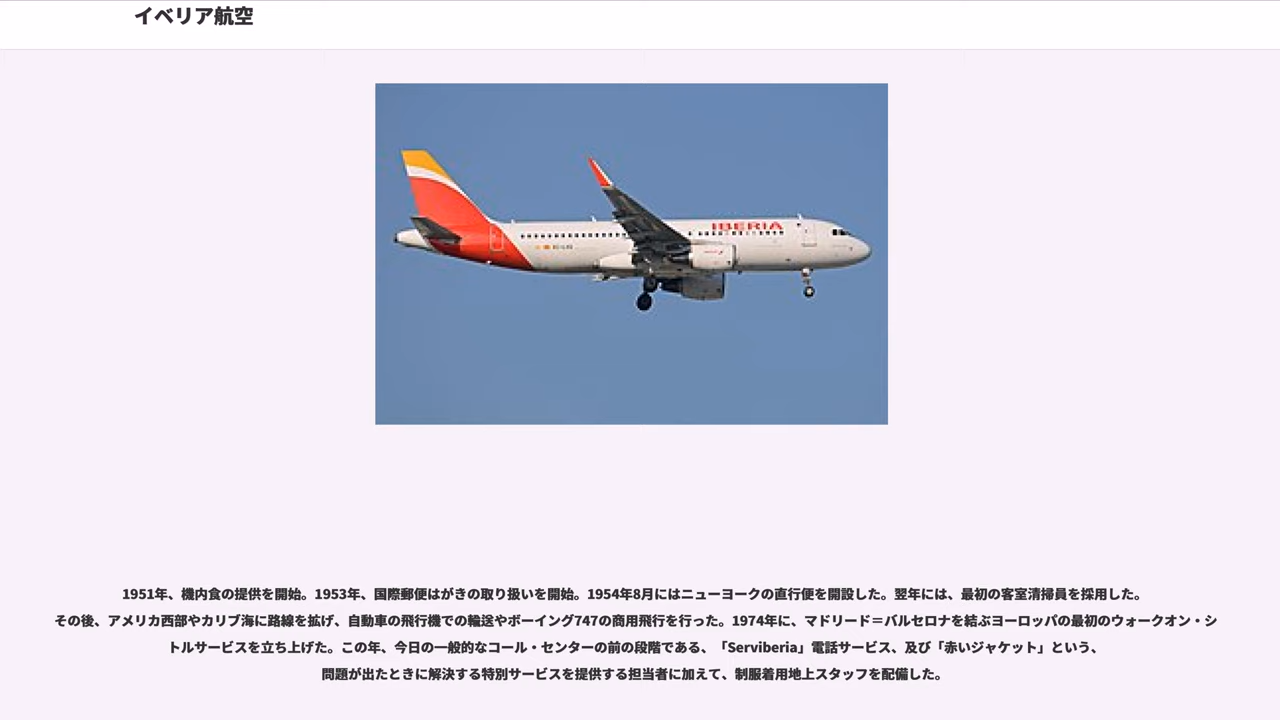 イベリア航空
IBERIA
1951年、機内食の提供を開始。1953年、国際郵便はがきの取り扱いを開始。1954年8月にはニューヨークの直行便を開設した。翌年には、最初の客室清掃員を採用した。
その後、アメリカ西部やカリブ海に路線を拡げ、自動車の飛行機での輸送やボーイング747の商用飛行を行った。1974年に、マドリード＝バルセロナを結ぶヨーロッパの最初のウォークオン・シ
トルサービスを立ち上げた。この年、今日の一般的なコール・センターの前の段階である、「Serviberia」電話サービス、及び「赤いジャケット」という、
問題が出たときに解決する特別サービスを提供する担当者に加えて、制服着用地上スタッフを配備した。